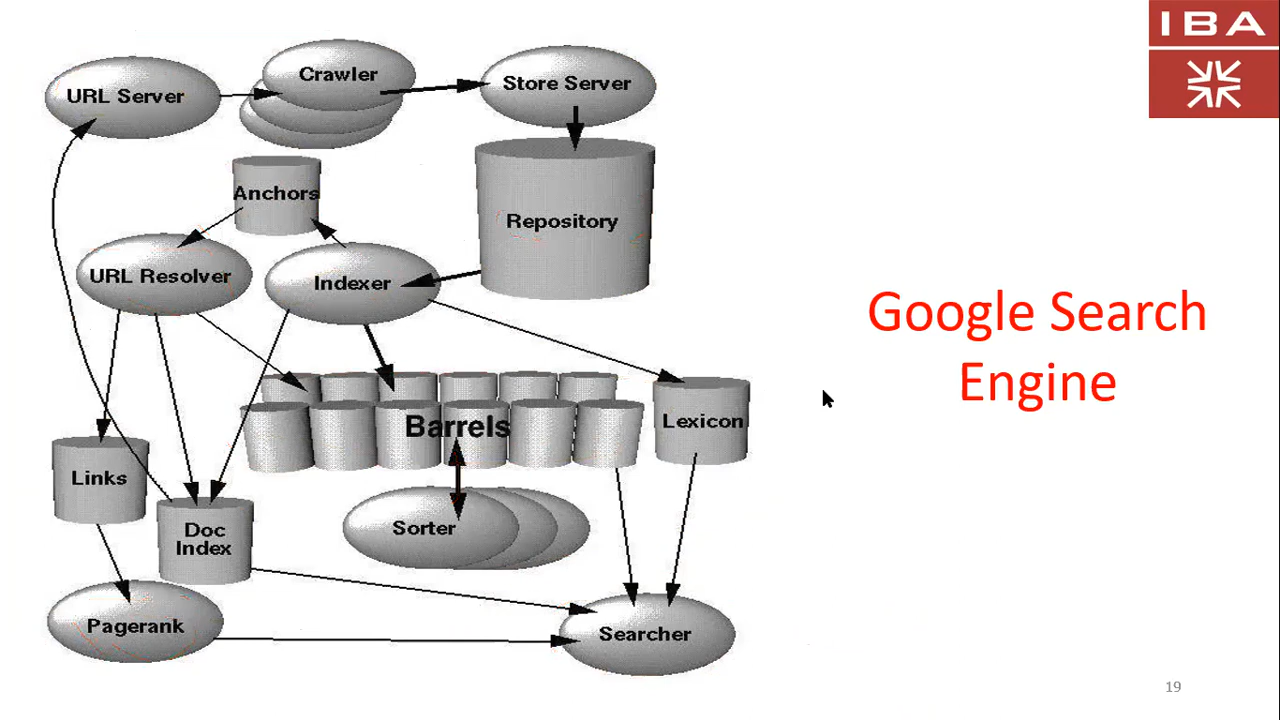 IBA
URL Server
Crawler
Store Server
Anchors
Repository
URL Resolver
Indexer
Google Search
Engine
Barrels
Lexicon
Links
Sorter
Doc
Index
Pagerank
Searcher
19